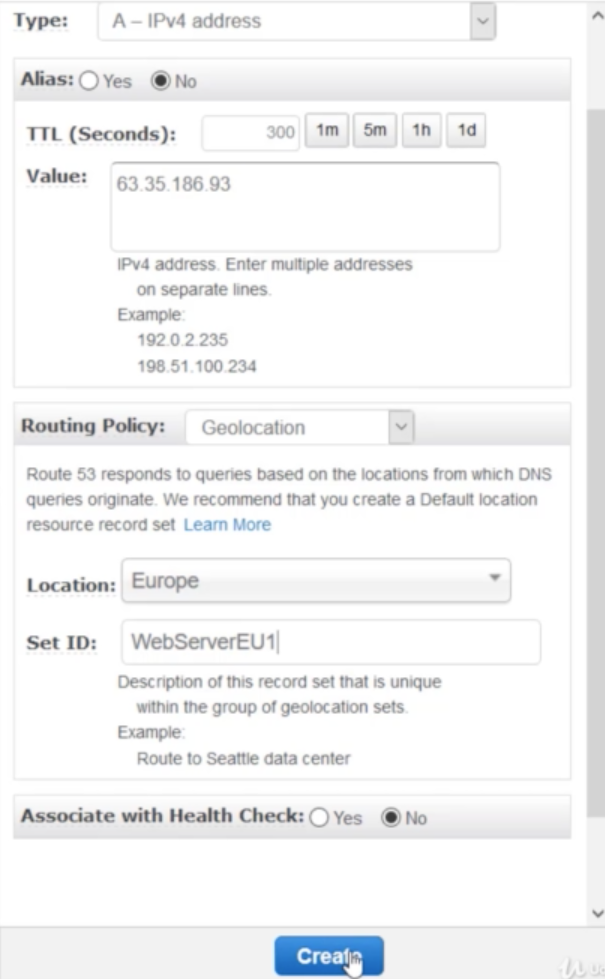 Type: A – IPv4 address
Alias: Yes No
TTL (Seconds): 300 1m 5m 1h 1d
Value: 63.35.186.93
IPv4 address. Enter multiple addresses
on separate lines.
Example:
192.0.2.235
198.51.100.234
Routing Policy: Geolocation
Route 53 responds to queries based on the locations from which DNS
queries originate. We recommend that you create a Default location
resource record set Learn More
Location: Europe
Set ID: WebServerEU1
Description of this record set that is unique
within the group of geolocation sets.
Example:
Route to Seattle data center
Associate with Health Check: Yes No
Create